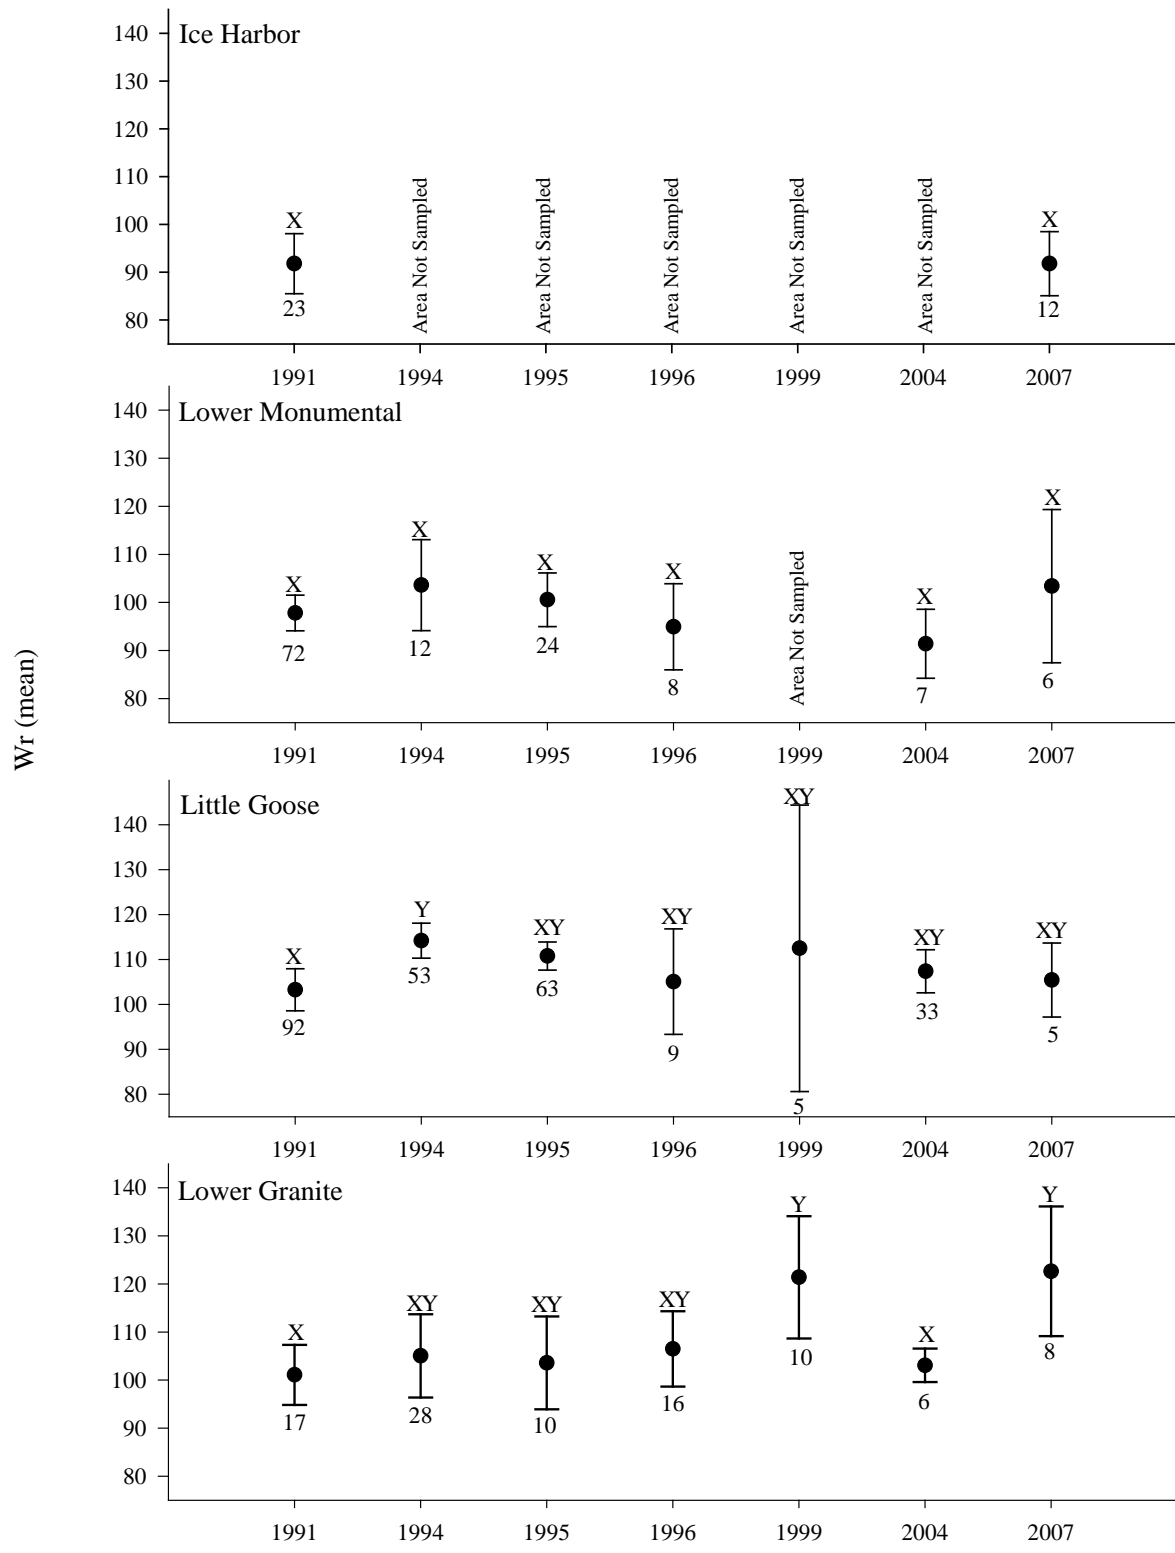 Wr (mean)
140 Ice Harbor
130
120
110
100
90
80
X
23
Area Not Sampled
Area Not Sampled
Area Not Sampled
Area Not Sampled
Area Not Sampled
X
12
1991 1994 1995 1996 1999 2004 2007
140 Lower Monumental
130
120
110
100
90
80
X
72
X
12
X
24
X
8
Area Not Sampled
X
7
X
6
1991 1994 1995 1996 1999 2004 2007
Little Goose
140
130
120
110
100
90
80
X
92
Y
53
XY
63
XY
9
XY
5
XY
33
XY
5
1991 1994 1995 1996 1999 2004 2007
140 Lower Granite
130
120
110
100
90
80
X
17
XY
28
XY
10
XY
16
Y
10
X
6
Y
8
1991 1994 1995 1996 1999 2004 2007